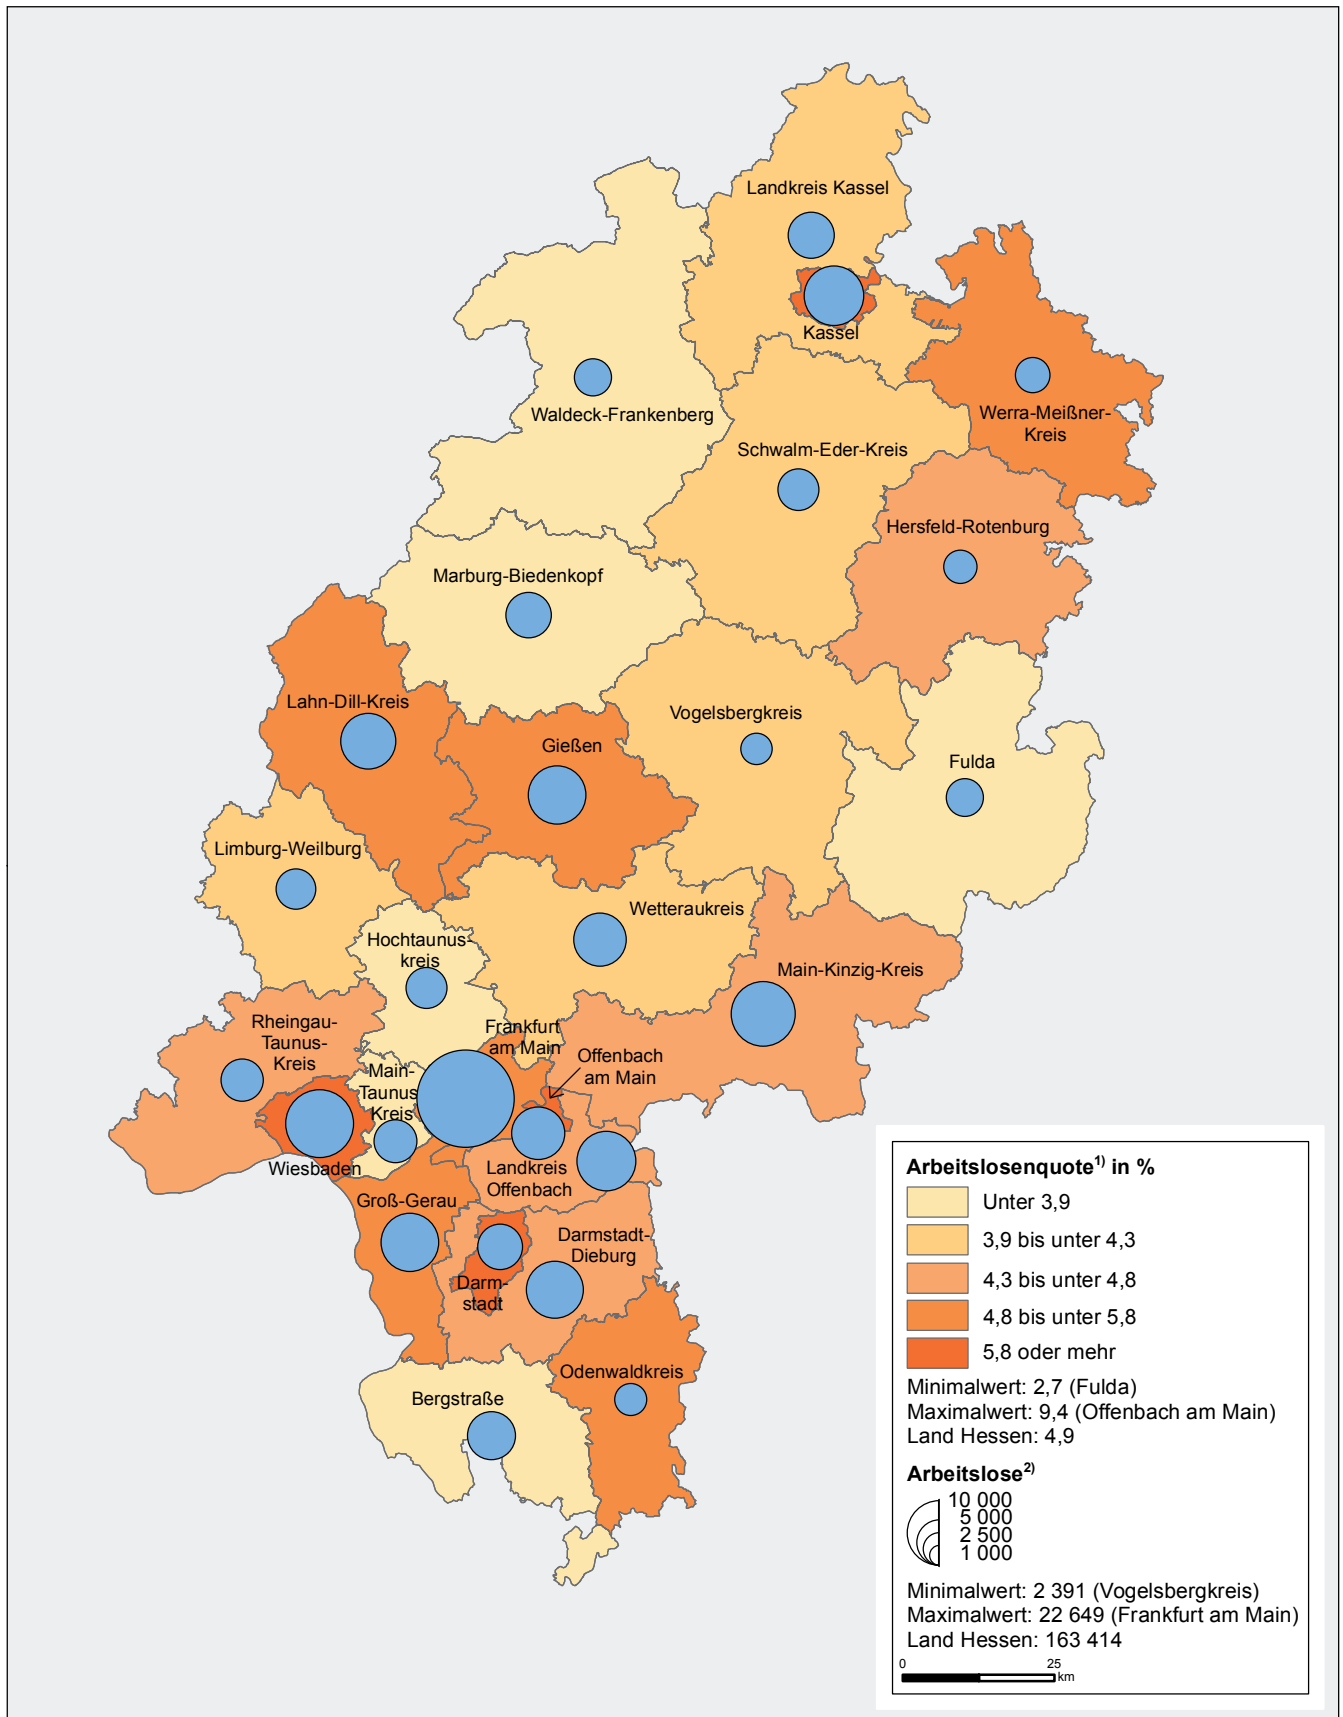 Landkreis Kassel
Kassel
Waldeck-Frankenberg
Werra-Meißner-
Kreis
Schwalm-Eder-Kreis
Hersfeld-Rotenburg
Marburg-Biedenkopf
Lahn-Dill-Kreis
Gießen
Vogelsbergkreis
Fulda
Limburg-Weilburg
Wetteraukreis
Hochtaunus-
kreis
Main-Kinzig-Kreis
Rheingau-
Taunus-
Kreis
Frankfurt
am Main
Offenbach
am Main
Main-
Taunus
Kreis
Wiesbaden
Landkreis
Offenbach
Groß-Gerau
Darmstadt-
Dieburg
Darm-
stadt
Odenwaldkreis
Bergstraße
Arbeitslosenquote1) in %
Unter 3,9
3,9 bis unter 4,3
4,3 bis unter 4,8
4,8 bis unter 5,8
5,8 oder mehr
Minimalwert: 2,7 (Fulda)
Maximalwert: 9,4 (Offenbach am Main)
Land Hessen: 4,9
Arbeitslose2)
10 000
5 000
2 500
1 000
Minimalwert: 2 391 (Vogelsbergkreis)
Maximalwert: 22 649 (Frankfurt am Main)
Land Hessen: 163 414
0 25
km